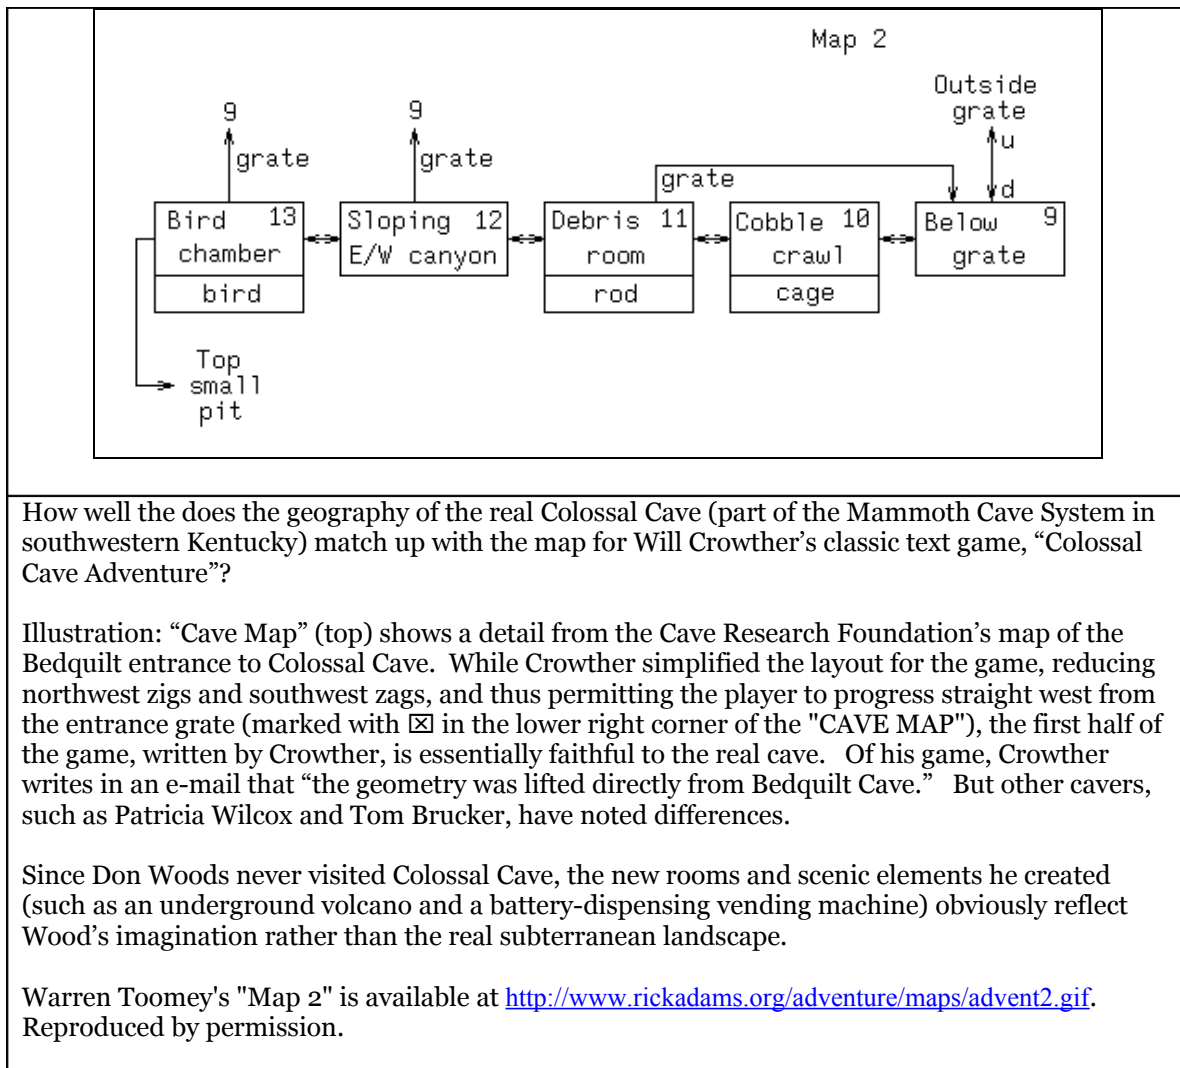 Map 2
Outside
9 9 grate
u
grate grate grate
d
Bird 13 Sloping 12 Debris 11 Cobble 10 Below 9
chamber E/W canyon room crawl grate
bird rod cage
Top
small
pit
How well the does the geography of the real Colossal Cave (part of the Mammoth Cave System in
southwestern Kentucky) match up with the map for Will Crowther’s classic text game, “Colossal
Cave Adventure”?
Illustration: “Cave Map” (top) shows a detail from the Cave Research Foundation’s map of the
Bedquilt entrance to Colossal Cave.  While Crowther simplified the layout for the game, reducing
northwest zigs and southwest zags, and thus permitting the player to progress straight west from
the entrance grate (marked with ☒ in the lower right corner of the "CAVE MAP"), the first half of
the game, written by Crowther, is essentially faithful to the real cave.   Of his game, Crowther
writes in an e-mail that “the geometry was lifted directly from Bedquilt Cave.”   But other cavers,
such as Patricia Wilcox and Tom Brucker, have noted differences.
Since Don Woods never visited Colossal Cave, the new rooms and scenic elements he created
(such as an underground volcano and a battery-dispensing vending machine) obviously reflect
Wood’s imagination rather than the real subterranean landscape.
Warren Toomey's "Map 2" is available at http://www.rickadams.org/adventure/maps/advent2.gif.
Reproduced by permission.